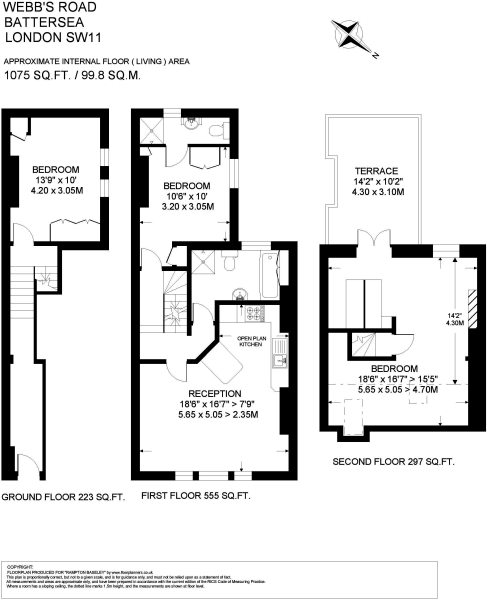 WEBB'S ROAD
BATTERSEA
LONDON SW11
APPROXIMATE INTERNAL FLOOR ( LIVING ) AREA
1075 SQ.FT. / 99.8 SQ.M.
N
BEDROOM
13'9" x 10'
4.20 x 3.05M
BEDROOM
10'6" x 10'
3.20 x 3.05M
TERRACE
14'2" x 10'2"
4.30 x 3.10M
14'2"
4.30M
OPEN PLAN
KITCHEN
RECEPTION
18'6" x 16'7" > 7'9"
5.65 x 5.05 > 2.35M
BEDROOM
18'6" x 16'7" > 15'5"
5.65 x 5.05 > 4.70M
GROUND FLOOR 223 SQ.FT.
FIRST FLOOR 555 SQ.FT.
SECOND FLOOR 297 SQ.FT.
COPYRIGHT:
FLOORPLAN PRODUCED FOR "RAMPTON BASELEY" by www.floorplanners.co.uk
This plan is proportionally correct, but not to a given scale, and is for guidance only, and must not be relied upon as a statement of fact.
All measurements and areas are approximate only, and have been prepared in accordance with the current edition of the RICS Code of Measuring Practice.
Where a room has a sloping ceiling, the dotted line marks 1.5m height, and the measurements are shown at floor level.